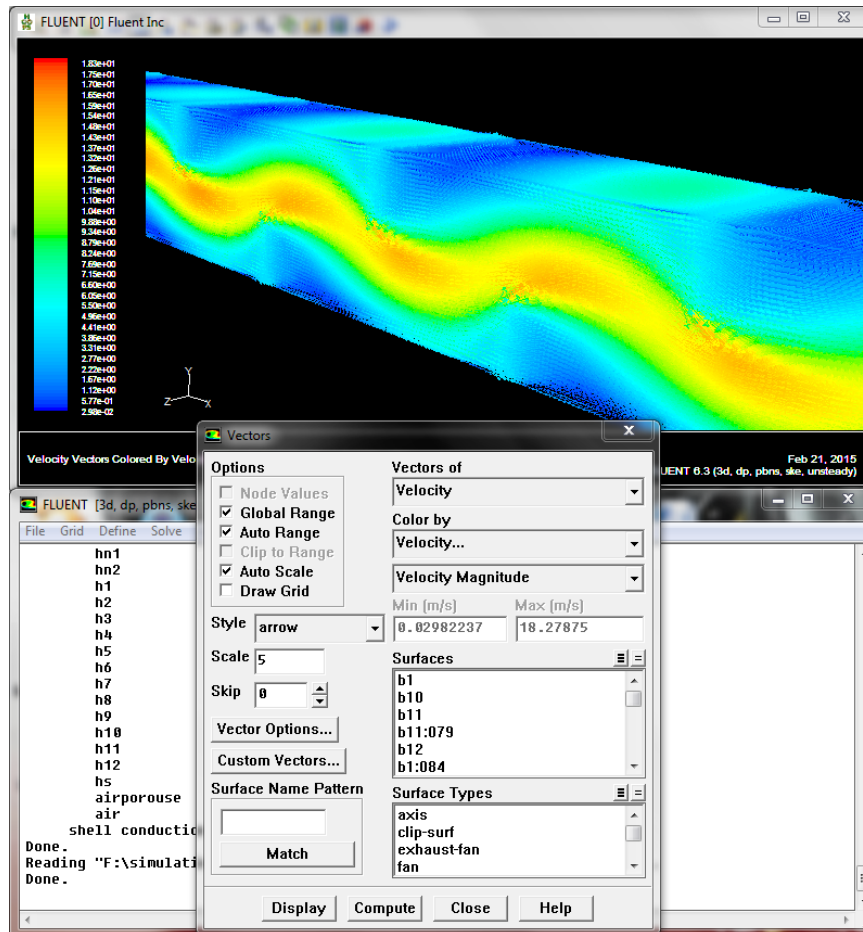 FLUENT [0] Fluent Inc
1.83e+01
1.75e+01
1.70e+01
1.65e+01
1.59e+01
1.54e+01
1.48e+01
1.43e+01
1.37e+01
1.32e+01
1.26e+01
1.21e+01
1.15e+01
1.10e+01
1.04e+01
9.88e+00
9.34e+00
8.79e+00
8.24e+00
7.69e+00
7.15e+00
6.60e+00
6.05e+00
5.50e+00
4.96e+00
4.41e+00
3.86e+00
3.31e+00
2.77e+00
2.22e+00
1.67e+00
1.12e+00
5.77e-01
2.98e-02
Y
Z X
Velocity Vectors Colored By Velo
Feb 21, 2015
UENT 6.3 (3d, dp, pbns, ske, unsteady)
FLUENT [3d, dp, pbns, ske
File Grid Define Solve
hn1
hn2
h1
h2
h3
h4
h5
h6
h7
h8
h9
h10
h11
h12
hs
airporouse
air
shell conductio
Done.
Reading "F:\simulati
Done.
Vectors
Options
Node Values
Global Range
Auto Range
Clip to Range
Auto Scale
Draw Grid
Style arrow
Scale 5
Skip 0
Vector Options...
Custom Vectors...
Surface Name Pattern
Match
Vectors of
Velocity
Color by
Velocity...
Velocity Magnitude
Min (m/s) Max (m/s)
0.02982237 18.27875
Surfaces
b1
b10
b11
b11:079
b12
b1:084
Surface Types
axis
clip-surf
exhaust-fan
fan
Display Compute Close Help